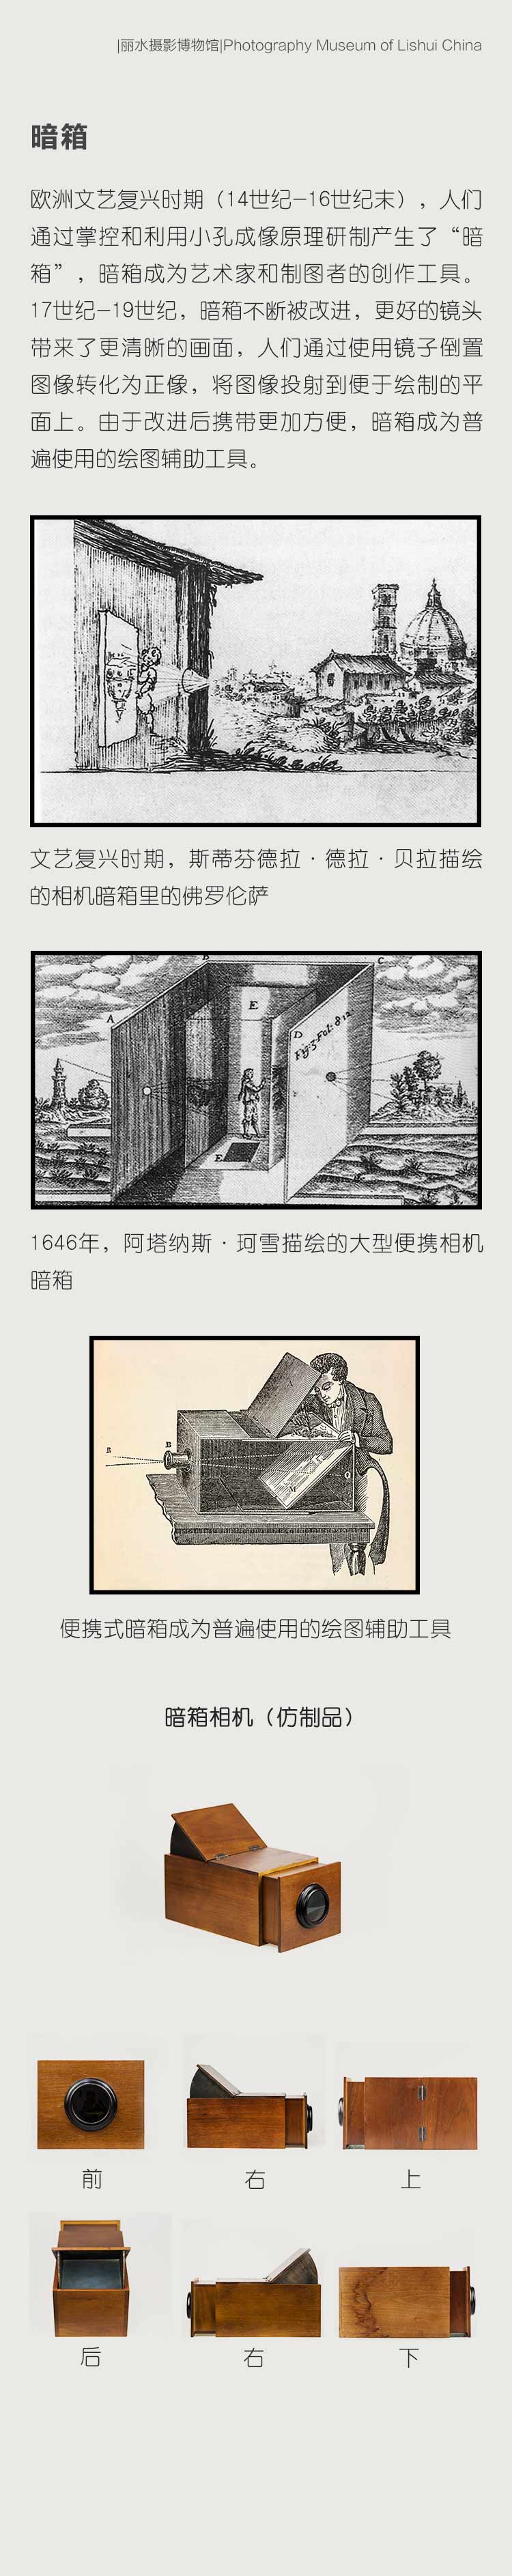 |丽水摄影博物馆|Photography Museum of Lishui China
暗箱
欧洲文艺复兴时期（14世纪-16世纪末），人们
通过掌控和利用小孔成像原理研制产生了“暗
箱”，暗箱成为艺术家和制图者的创作工具。
17世纪-19世纪，暗箱不断被改进，更好的镜头
带来了更清晰的画面，人们通过使用镜子倒置
图像转化为正像，将图像投射到便于绘制的平
面上。由于改进后携带更加方便，暗箱成为普
遍使用的绘图辅助工具。
文艺复兴时期，斯蒂芬德拉·德拉·贝拉描绘
的相机暗箱里的佛罗伦萨
B
C
A
E
D
Fig:3.Fol:812.
E
1646年，阿塔纳斯·珂雪描绘的大型便携相机
暗箱
A
B
B
O
M
便携式暗箱成为普遍使用的绘图辅助工具
暗箱相机（仿制品）
前
右
上
后
右
下